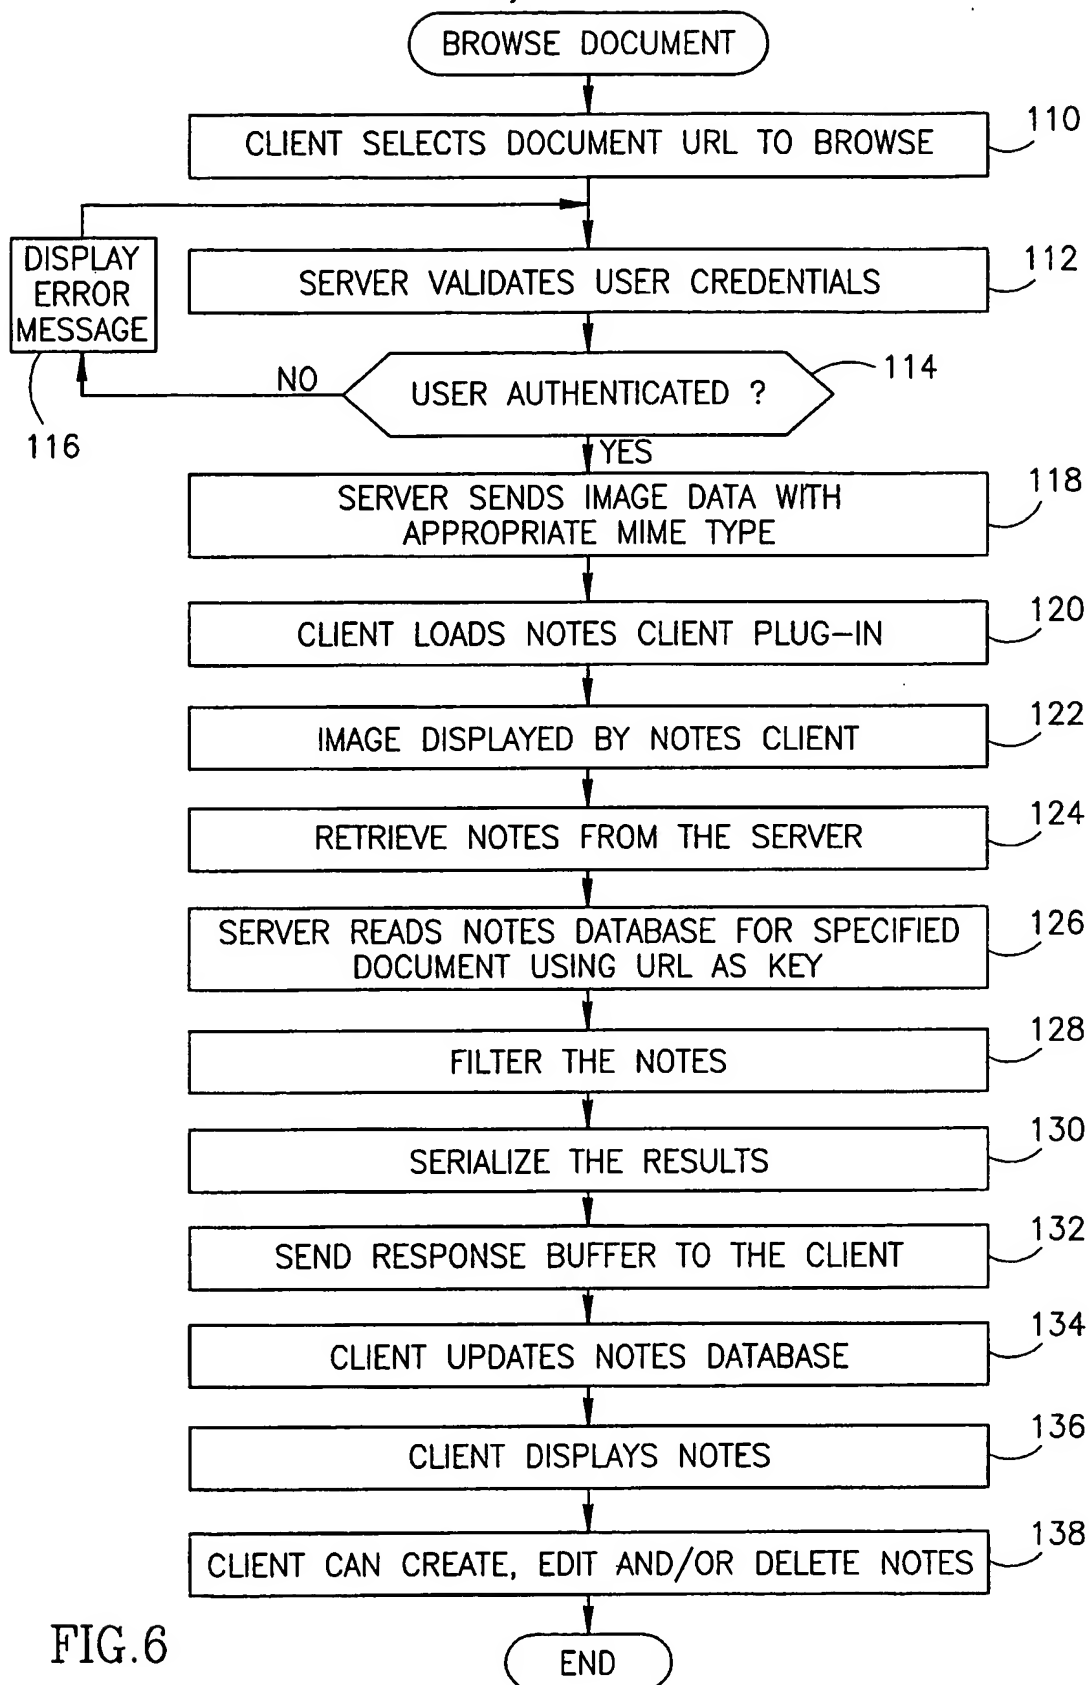 BROWSE DOCUMENT
110
CLIENT SELECTS DOCUMENT URL TO BROWSE
DISPLAY
ERROR
MESSAGE
112
SERVER VALIDATES USER CREDENTIALS
114
NO
USER AUTHENTICATED ?
116
YES
118
SERVER SENDS IMAGE DATA WITH
APPROPRIATE MIME TYPE
120
CLIENT LOADS NOTES CLIENT PLUG-IN
122
IMAGE DISPLAYED BY NOTES CLIENT
124
RETRIEVE NOTES FROM THE SERVER
126
SERVER READS NOTES DATABASE FOR SPECIFIED
DOCUMENT USING URL AS KEY
128
FILTER THE NOTES
130
SERIALIZE THE RESULTS
132
SEND RESPONSE BUFFER TO THE CLIENT
134
CLIENT UPDATES NOTES DATABASE
136
CLIENT DISPLAYS NOTES
138
CLIENT CAN CREATE, EDIT AND/OR DELETE NOTES
FIG.6
END